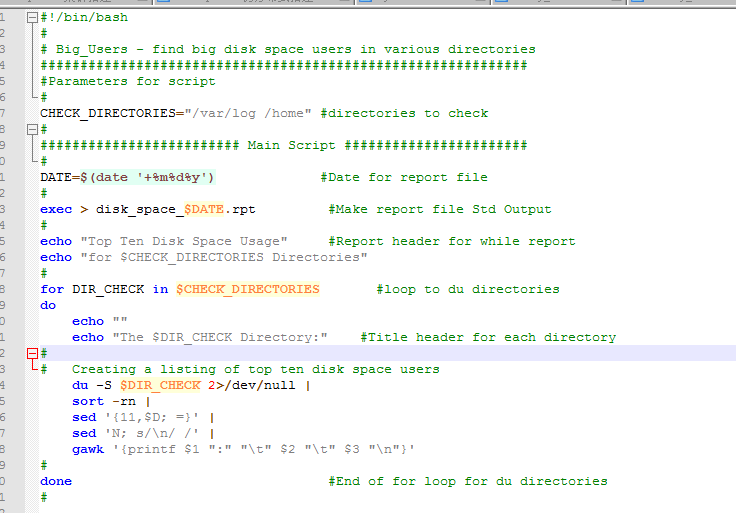 #!/bin/bash
#
# Big_Users - find big disk space users in various directories
#############################################################
#Parameters for script
#
CHECK_DIRECTORIES="/var/log /home" #directories to check
#
######################### Main Script #######################
#
DATE=$(date '+%m%d%y')             #Date for report file
#
exec > disk_space_$DATE.rpt         #Make report file Std Output
#
echo "Top Ten Disk Space Usage"     #Report header for while report
echo "for $CHECK_DIRECTORIES Directories"
#
for DIR_CHECK in $CHECK_DIRECTORIES       #loop to du directories
do
    echo ""
    echo "The $DIR_CHECK Directory:"    #Title header for each directory
#
#   Creating a listing of top ten disk space users
    du -S $DIR_CHECK 2>/dev/null |
    sort -rn |
    sed '{11,$D; =}' |
    sed 'N; s/\n/ /' |
    gawk '{printf $1 ":" "\t" $2 "\t" $3 "\n"}'
#
done                                #End of for loop for du directories
#